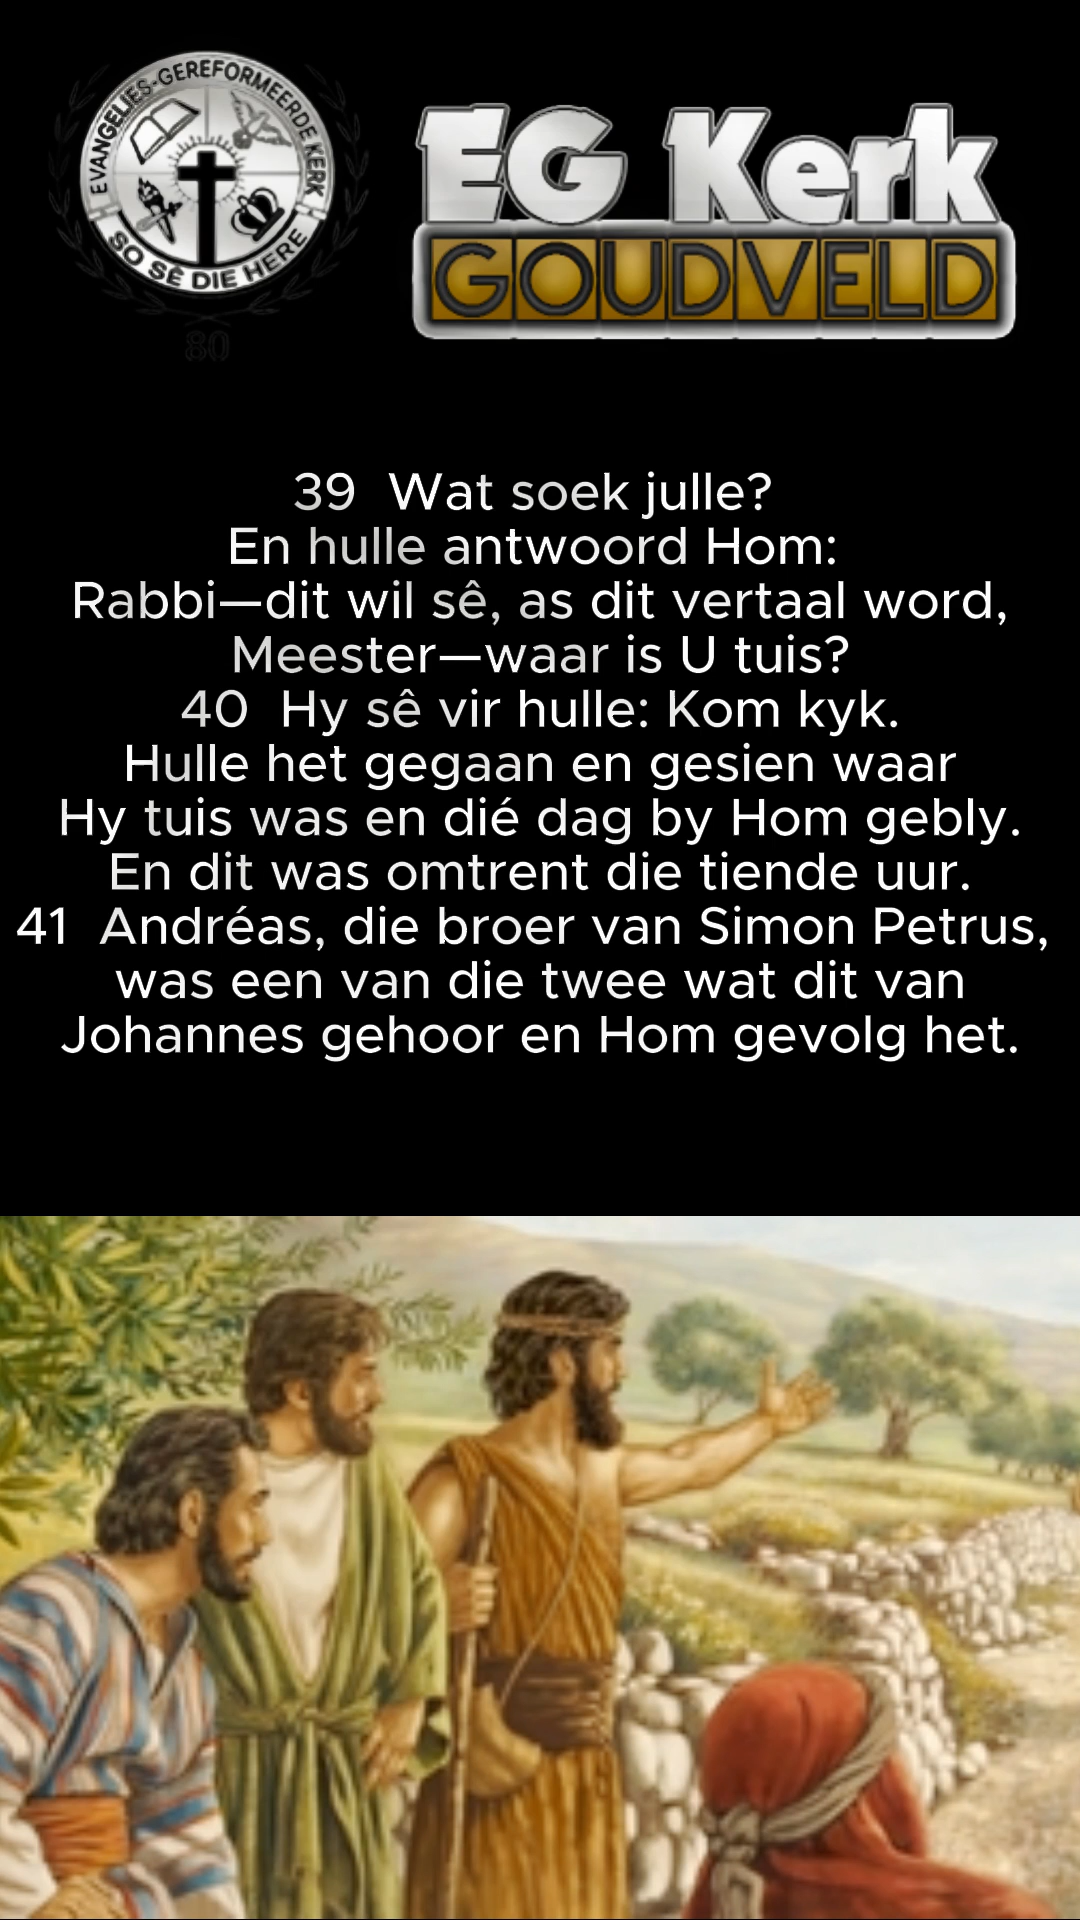 EVANGELIES-GEREFORMEERDE KERK
SO SÊ DIE HERE
80
EG Kerk
GOUDVELD
39 Wat soek julle?
En hulle antwoord Hom:
Rabbi—dit wil sê, as dit vertaal word,
Meester—waar is U tuis?
40 Hy sê vir hulle: Kom kyk.
Hulle het gegaan en gesien waar
Hy tuis was en dié dag by Hom gebly.
En dit was omtrent die tiende uur.
41 Andréas, die broer van Simon Petrus,
was een van die twee wat dit van
Johannes gehoor en Hom gevolg het.